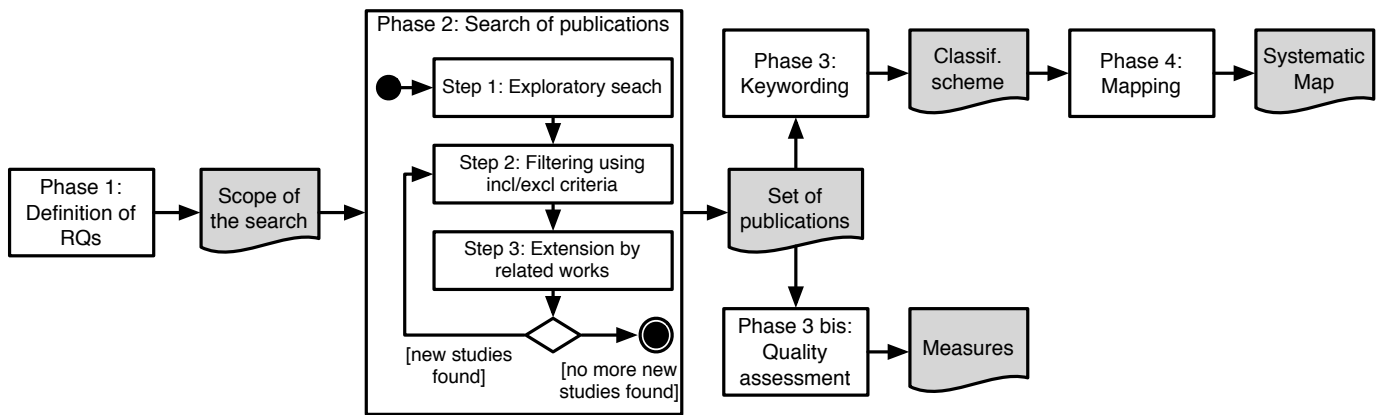 Phase 1:
Definition of
RQs
Scope of
the search
Phase 2: Search of publications
Step 1: Exploratory seach
Step 2: Filtering using
incl/excl criteria
Step 3: Extension by
related works
[new studies
found]
[no more new
studies found]
Set of
publications
Phase 3:
Keywording
Classif.
scheme
Phase 4:
Mapping
Systematic
Map
Phase 3 bis:
Quality
assessment
Measures